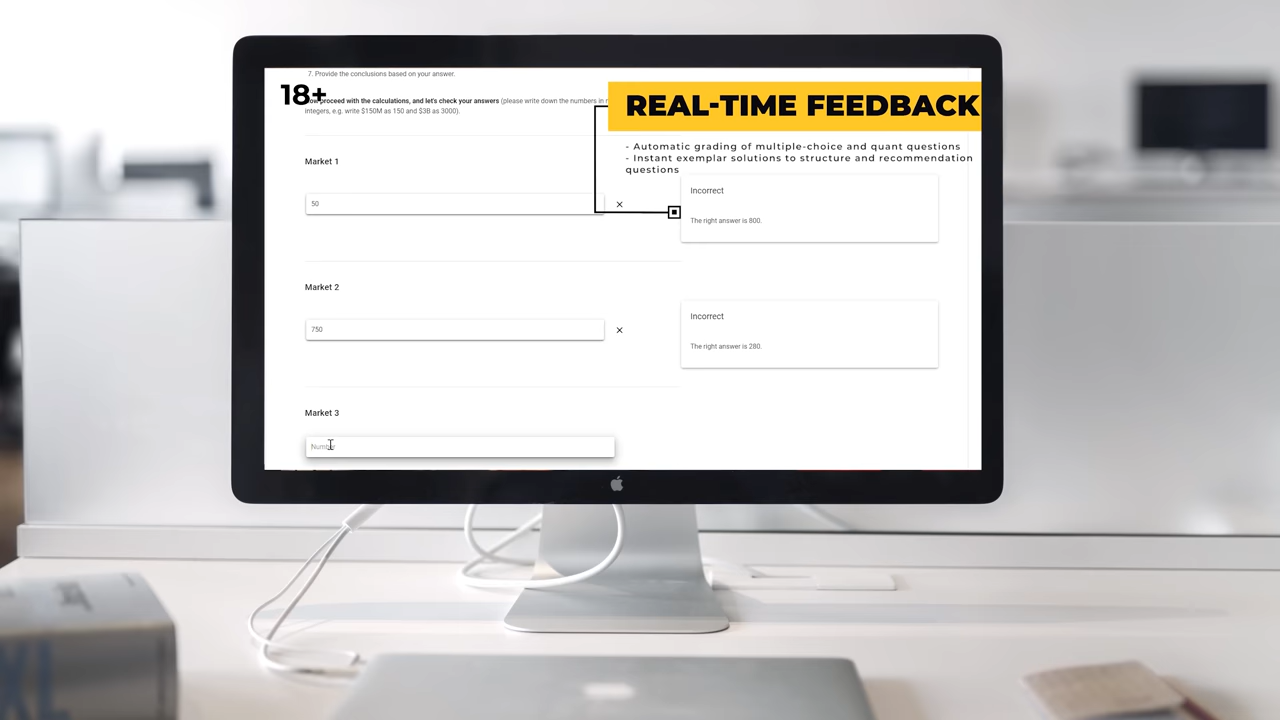 7. Provide the conclusions based on your answer.
18+
proceed with the calculations, and let's check your answers (please write down the numbers in
integers, e.g. write $150M as 150 and $3B as 3000).
REAL-TIME FEEDBACK
- Automatic grading of multiple-choice and quant questions
- Instant exemplar solutions to structure and recommendation
questions
Market 1
50
Incorrect
The right answer is 800.
Market 2
750
Incorrect
The right answer is 280.
Market 3
XL